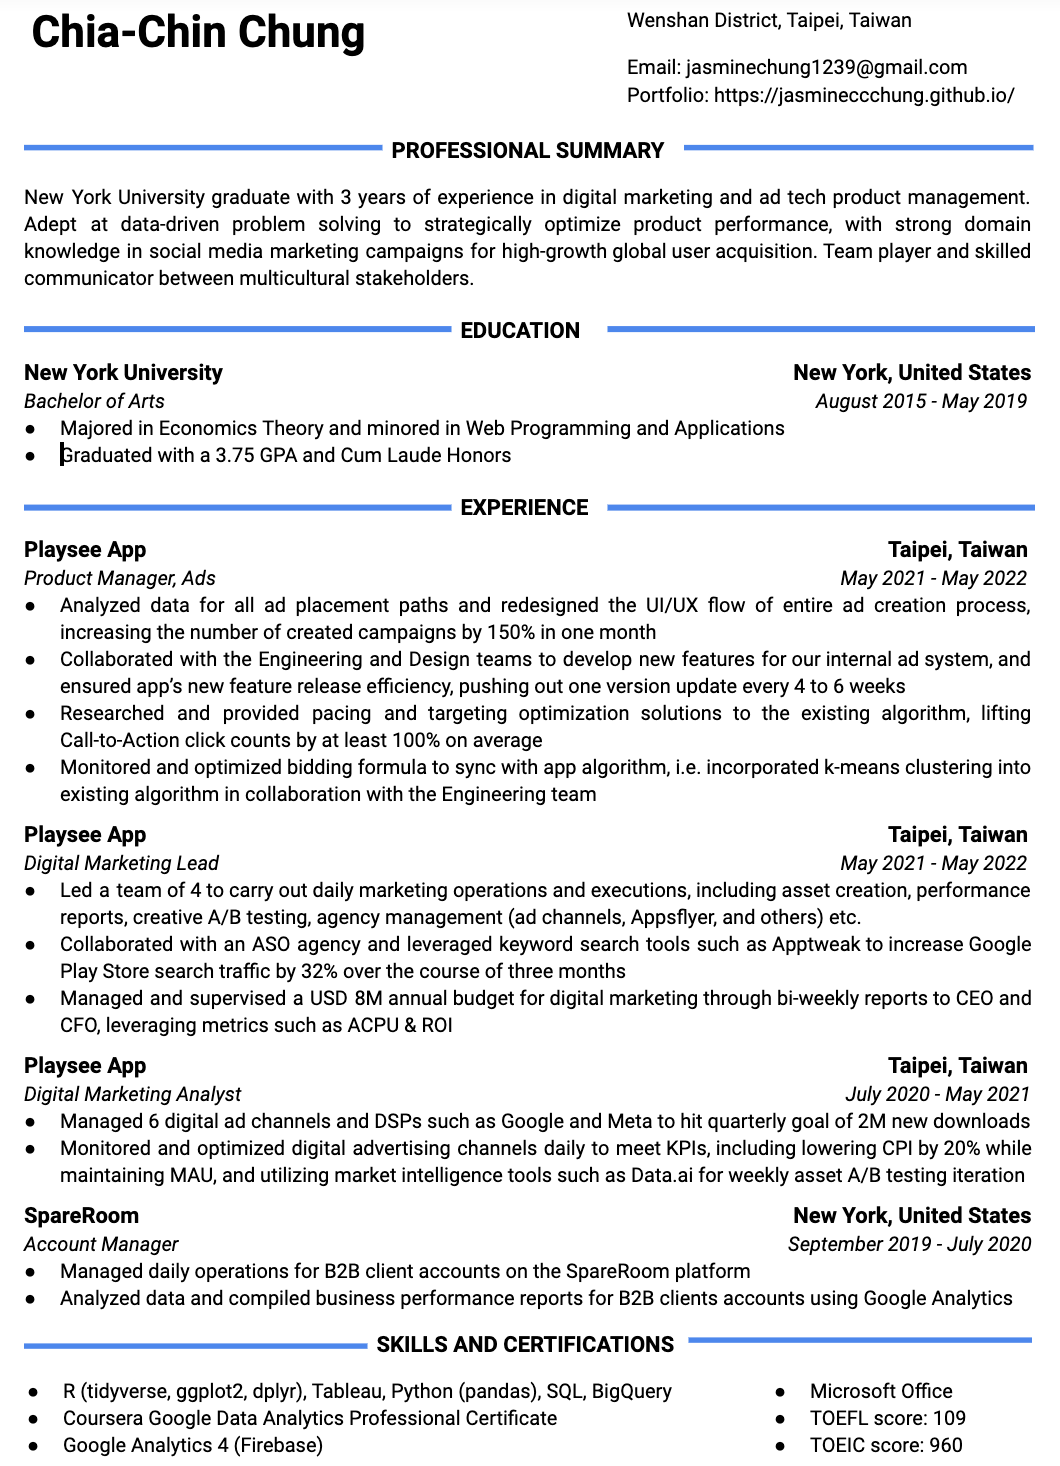 Chia-Chin Chung
Wenshan District, Taipei, Taiwan
Email: jasminechung1239@gmail.com
Portfolio: https://jasmineccchung.github.io/
PROFESSIONAL SUMMARY
New York University graduate with 3 years of experience in digital marketing and ad tech product management.
Adept at data-driven problem solving to strategically optimize product performance, with strong domain
knowledge in social media marketing campaigns for high-growth global user acquisition. Team player and skilled
communicator between multicultural stakeholders.
EDUCATION
New York University New York, United States
Bachelor of Arts August 2015 - May 2019
● Majored in Economics Theory and minored in Web Programming and Applications
● Graduated with a 3.75 GPA and Cum Laude Honors
EXPERIENCE
Playsee App Taipei, Taiwan
Product Manager, Ads May 2021 - May 2022
● Analyzed data for all ad placement paths and redesigned the UI/UX flow of entire ad creation process,
increasing the number of created campaigns by 150% in one month
● Collaborated with the Engineering and Design teams to develop new features for our internal ad system, and
ensured app’s new feature release efficiency, pushing out one version update every 4 to 6 weeks
● Researched and provided pacing and targeting optimization solutions to the existing algorithm, lifting
Call-to-Action click counts by at least 100% on average
● Monitored and optimized bidding formula to sync with app algorithm, i.e. incorporated k-means clustering into
existing algorithm in collaboration with the Engineering team
Playsee App Taipei, Taiwan
Digital Marketing Lead May 2021 - May 2022
● Led a team of 4 to carry out daily marketing operations and executions, including asset creation, performance
reports, creative A/B testing, agency management (ad channels, Appsflyer, and others) etc.
● Collaborated with an ASO agency and leveraged keyword search tools such as Apptweak to increase Google
Play Store search traffic by 32% over the course of three months
● Managed and supervised a USD 8M annual budget for digital marketing through bi-weekly reports to CEO and
CFO, leveraging metrics such as ACPU & ROI
Playsee App Taipei, Taiwan
Digital Marketing Analyst July 2020 - May 2021
● Managed 6 digital ad channels and DSPs such as Google and Meta to hit quarterly goal of 2M new downloads
● Monitored and optimized digital advertising channels daily to meet KPIs, including lowering CPI by 20% while
maintaining MAU, and utilizing market intelligence tools such as Data.ai for weekly asset A/B testing iteration
SpareRoom New York, United States
Account Manager September 2019 - July 2020
● Managed daily operations for B2B client accounts on the SpareRoom platform
● Analyzed data and compiled business performance reports for B2B clients accounts using Google Analytics
SKILLS AND CERTIFICATIONS
● R (tidyverse, ggplot2, dplyr), Tableau, Python (pandas), SQL, BigQuery
● Coursera Google Data Analytics Professional Certificate
● Google Analytics 4 (Firebase)
● Microsoft Office
● TOEFL score: 109
● TOEIC score: 960